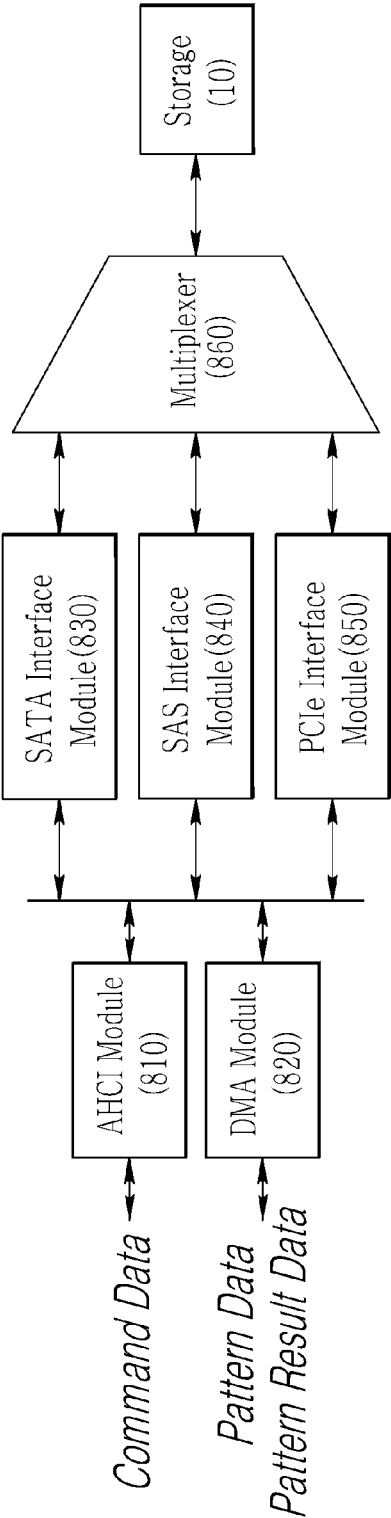 Command Data
Pattern Data
Pattern Result Data
AHCI Module
(810)
DMA Module
(820)
SATA Interface
Module(830)
SAS Interface
Module(840)
PCIe Interface
Module(850)
Multiplexer
(860)
Storage
(10)